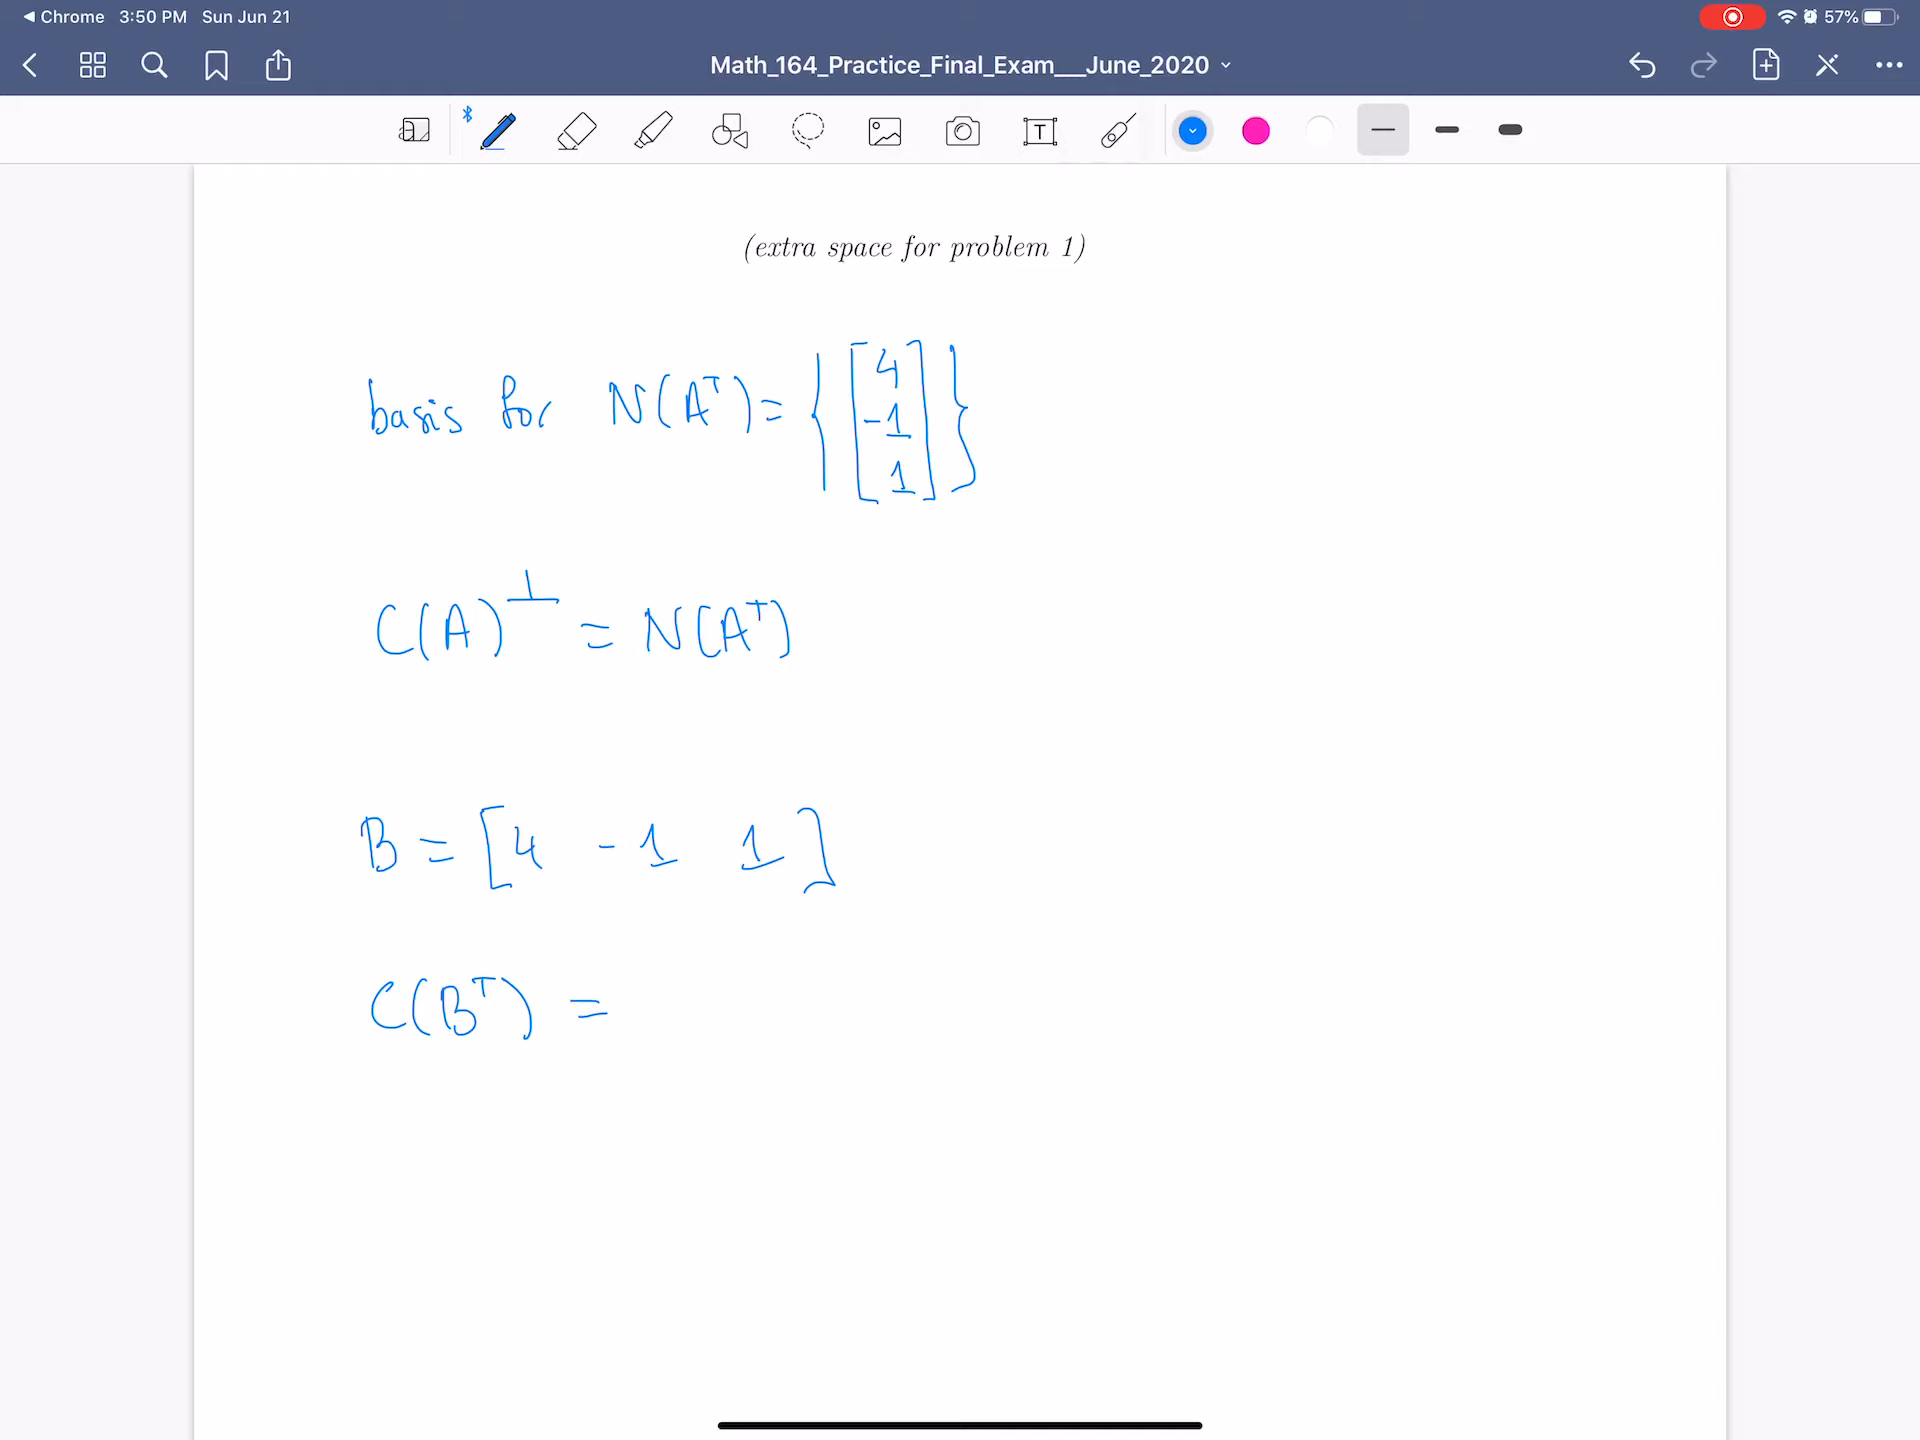 ◀ Chrome 3:50 PM Sun Jun 21 57%
Math_164_Practice_Final_Exam___June_2020
(extra space for problem 1)
basis for N(Aᵀ) = { [ 4
-1
1 ] }
C(A)^⊥ = N(Aᵀ)
B = [ 4 -1 1 ]
C(Bᵀ) =